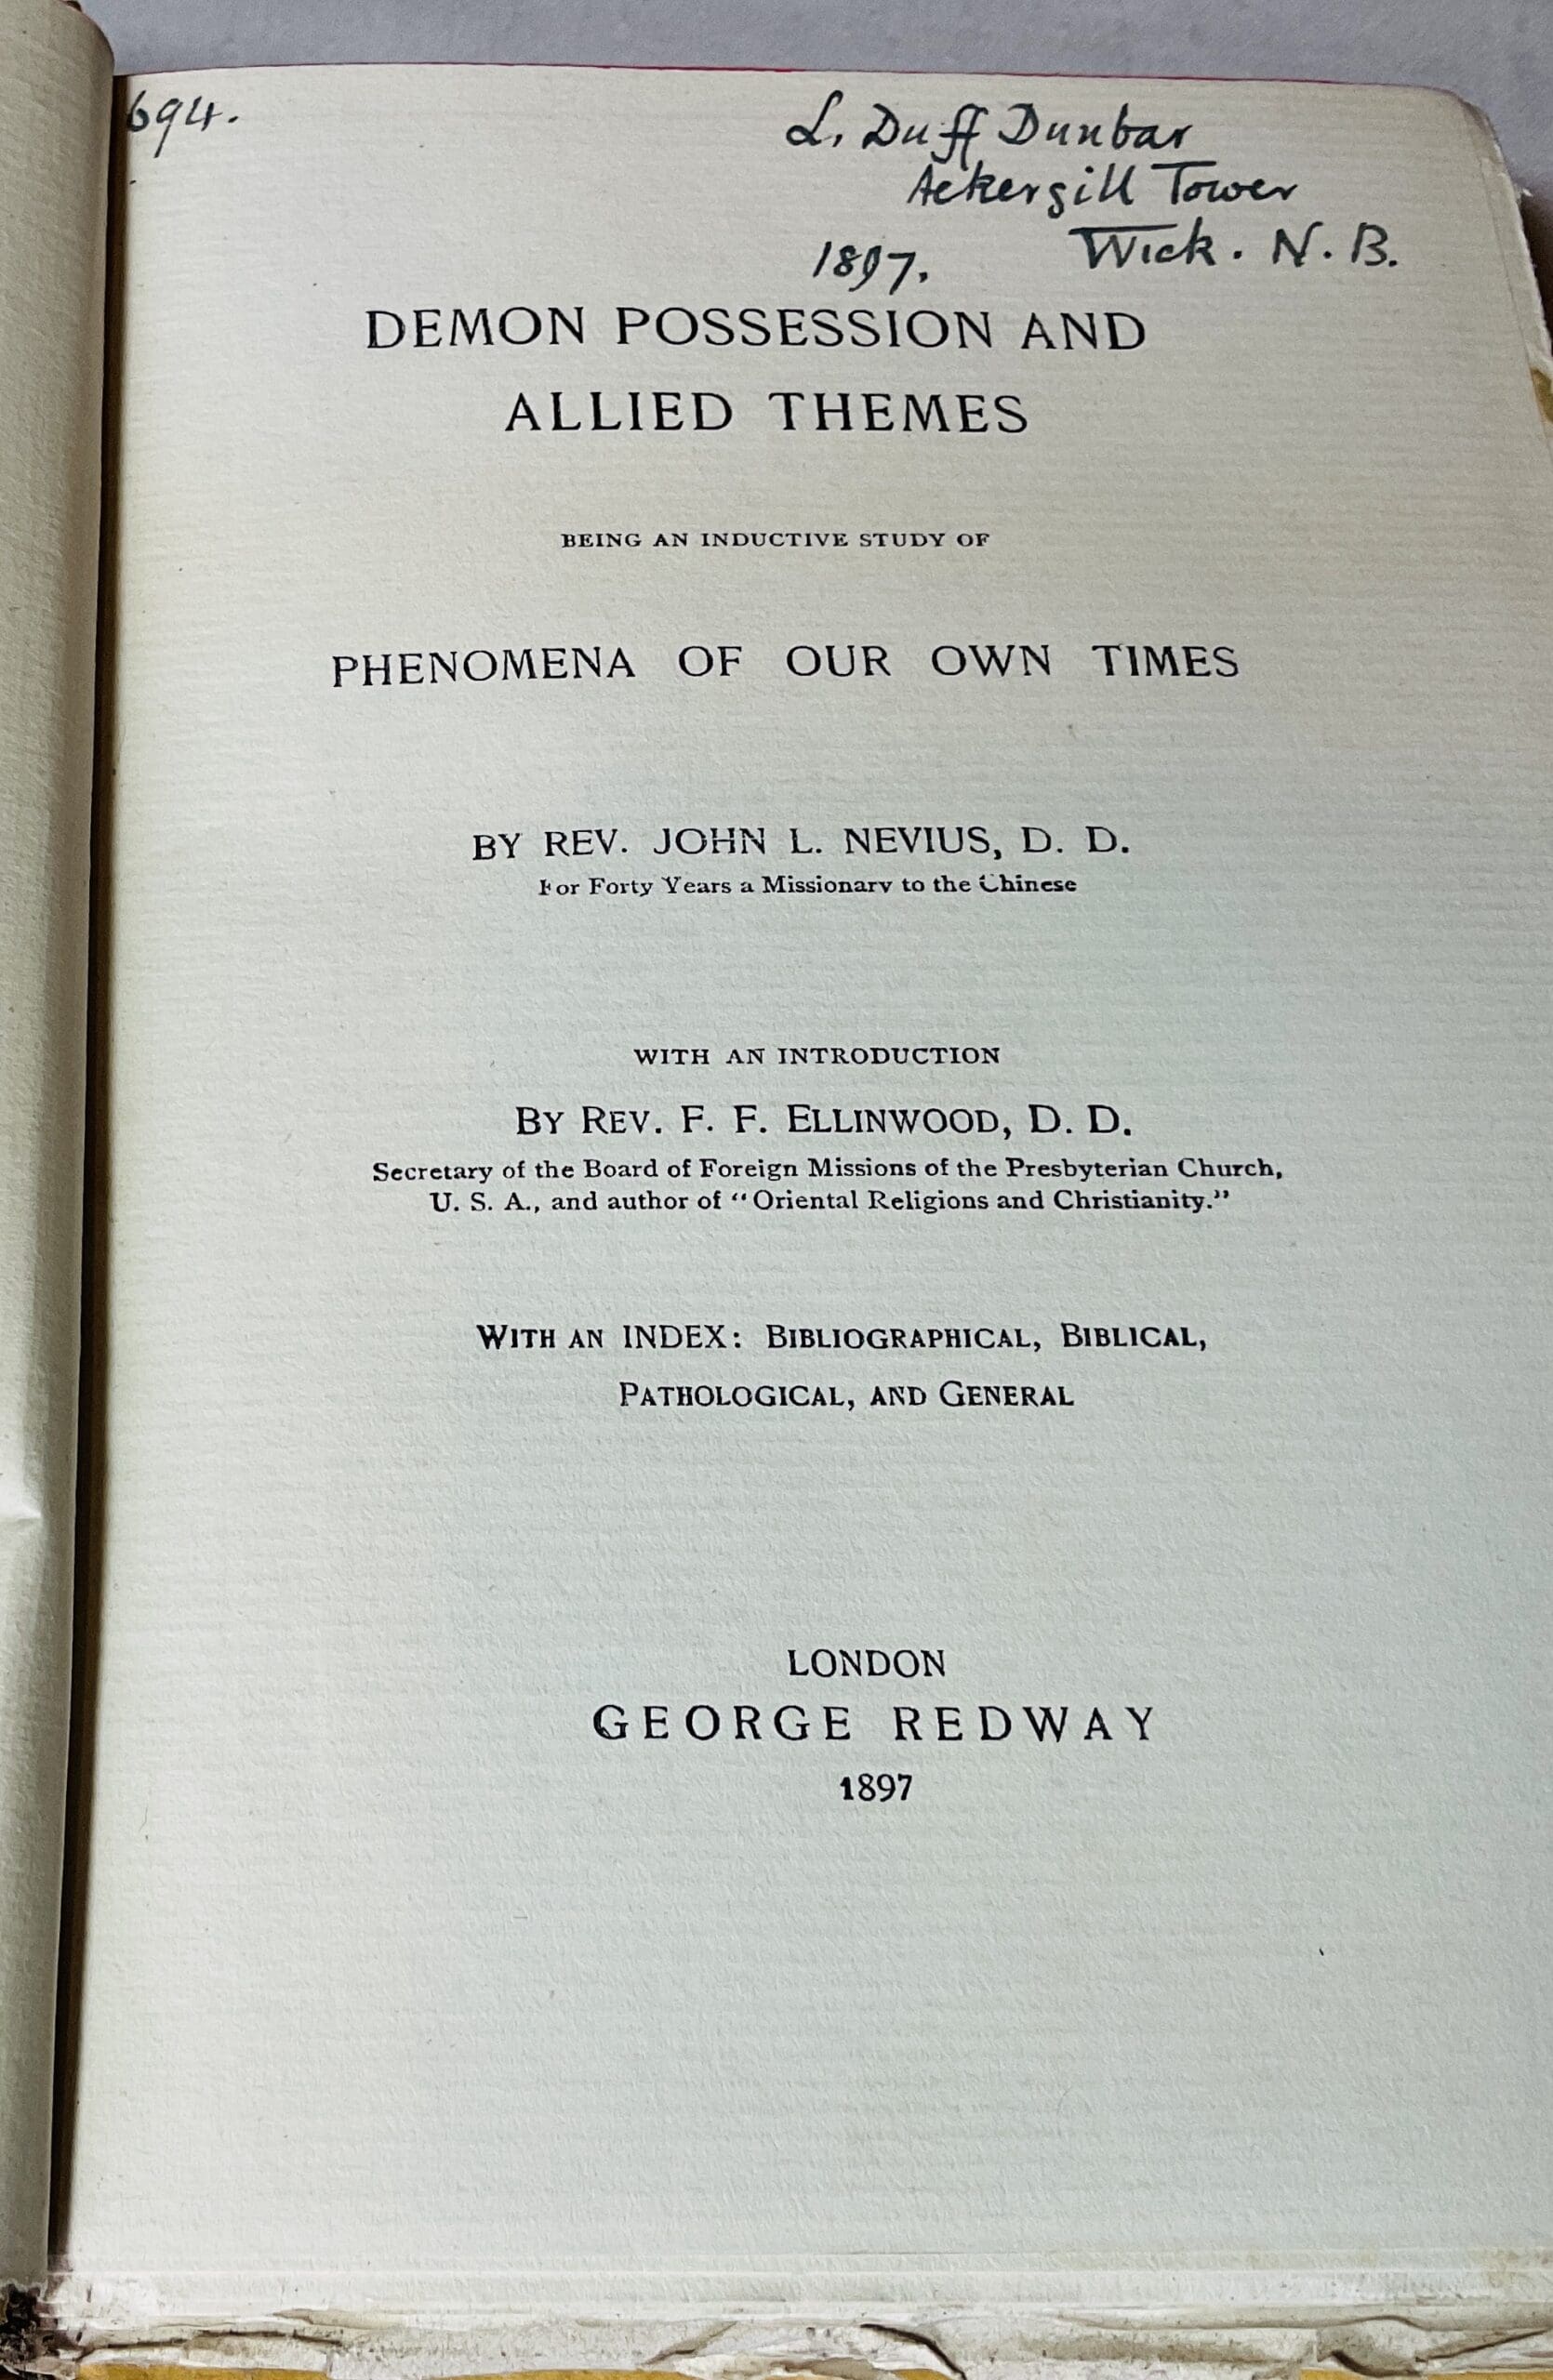 694.
L. Duff Dunbar
Ackergill Tower
Wick. N. B.
1897.
DEMON POSSESSION AND
ALLIED THEMES
BEING AN INDUCTIVE STUDY OF
PHENOMENA OF OUR OWN TIMES
BY REV. JOHN L. NEVIUS, D. D.
For Forty Years a Missionary to the Chinese
WITH AN INTRODUCTION
BY REV. F. F. ELLINWOOD, D. D.
Secretary of the Board of Foreign Missions of the Presbyterian Church,
U. S. A., and author of “Oriental Religions and Christianity.”
WITH AN INDEX: BIBLIOGRAPHICAL, BIBLICAL,
PATHOLOGICAL, AND GENERAL
LONDON
GEORGE REDWAY
1897